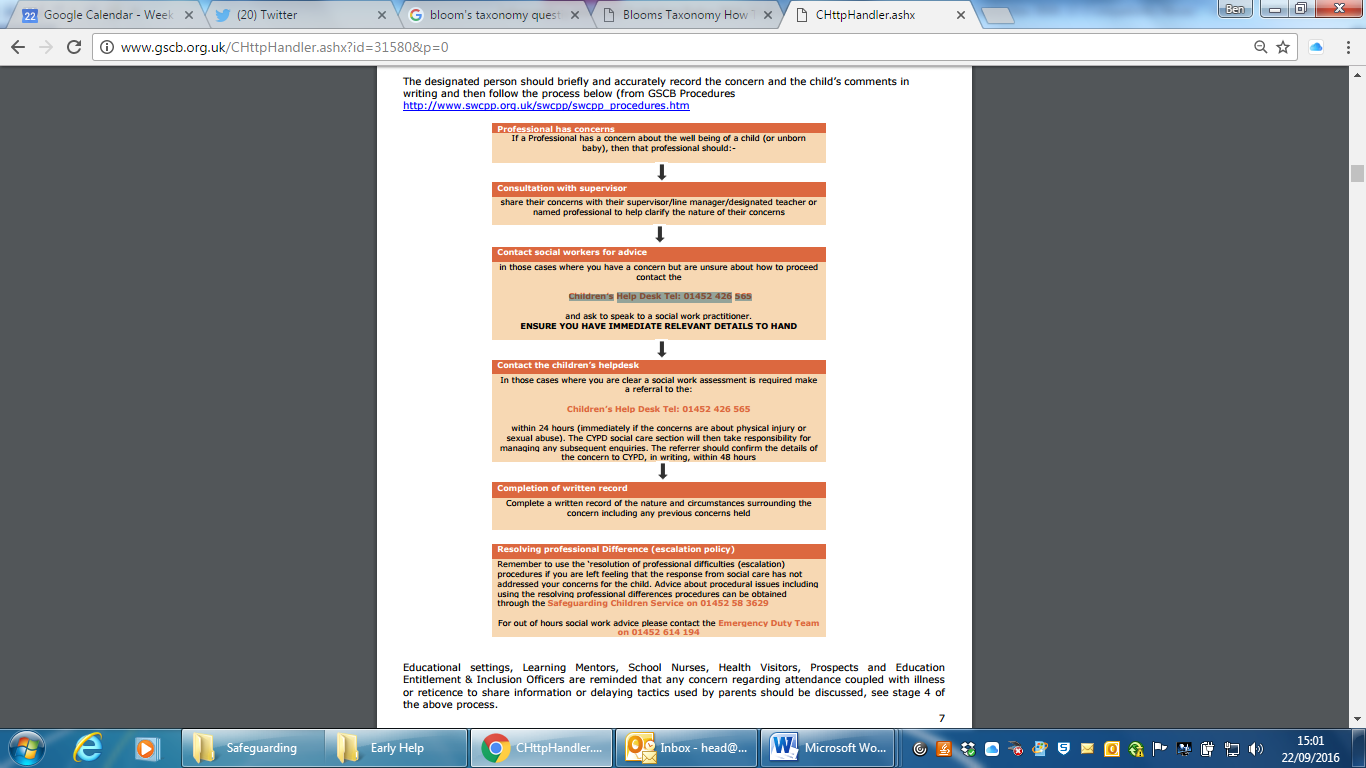 Google Calendar - Week
(20) Twitter
bloom's taxonomy quest
Blooms Taxonomy How T
CHttpHandler.ashx
Ben
www.gscb.org.uk/CHttpHandler.ashx?id=31580&p=0
The designated person should briefly and accurately record the concern and the child's comments in
writing and then follow the process below (from GSCB Procedures
http://www.swcpp.org.uk/swcpp/swcpp_procedures.htm
Professional has concerns
If a Professional has a concern about the well being of a child (or unborn
baby), then that professional should:-
Consultation with supervisor
share their concerns with their supervisor/line manager/designated teacher or
named professional to help clarify the nature of their concerns
Contact social workers for advice
in those cases where you have a concern but are unsure about how to proceed
contact the
Children's Help Desk Tel: 01452 426 565
and ask to speak to a social work practitioner.
ENSURE YOU HAVE IMMEDIATE RELEVANT DETAILS TO HAND
Contact the children's helpdesk
In those cases where you are clear a social work assessment is required make
a referral to the:
Children's Help Desk Tel: 01452 426 565
within 24 hours (immediately if the concerns are about physical injury or
sexual abuse). The CYPD social care section will then take responsibility for
managing any subsequent enquiries. The referrer should confirm the details of
the concern to CYPD, in writing, within 48 hours
Completion of written record
Complete a written record of the nature and circumstances surrounding the
concern including any previous concerns held
Resolving professional Difference (escalation policy)
Remember to use the 'resolution of professional difficulties (escalation)
procedures if you are left feeling that the response from social care has not
addressed your concerns for the child. Advice about procedural issues including
using the resolving professional differences procedures can be obtained
through the Safeguarding Children Service on 01452 58 3629
For out of hours social work advice please contact the Emergency Duty Team
on 01452 614 194
Educational settings, Learning Mentors, School Nurses, Health Visitors, Prospects and Education
Entitlement & Inclusion Officers are reminded that any concern regarding attendance coupled with illness
or reticence to share information or delaying tactics used by parents should be discussed, see stage 4 of
the above process.
7
22
Safeguarding
Early Help
CHttpHandler....
Inbox - head@...
Microsoft Wo...
15:01
22/09/2016